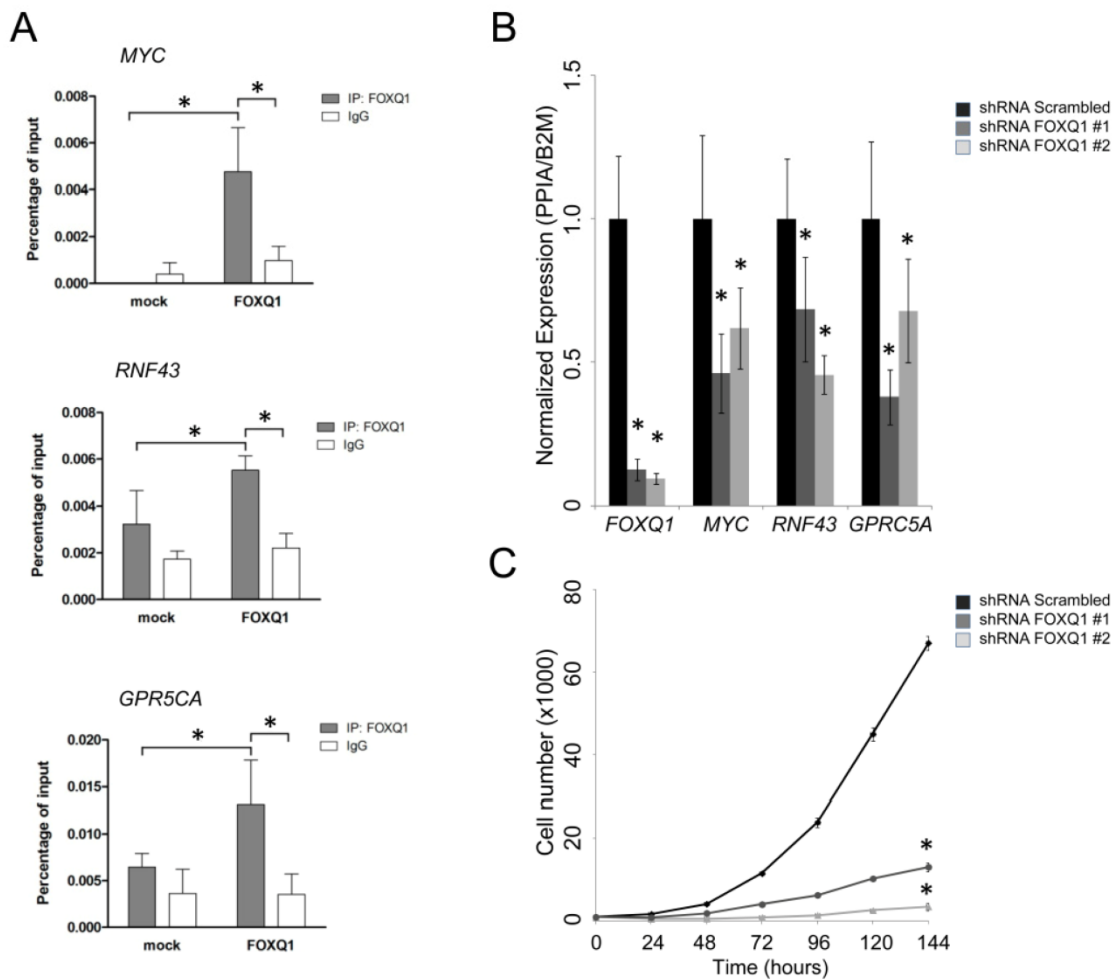 A
MYC
0.008
0.006
0.004
0.002
0.000
Percentage of input
*
*
IP: FOXQ1
IgG
mock
FOXQ1
RNF43
0.008
0.006
0.004
0.002
0.000
Percentage of input
*
*
IP: FOXQ1
IgG
mock
FOXQ1
GPR5CA
0.020
0.015
0.010
0.005
0.000
Percentage of input
*
*
IP: FOXQ1
IgG
mock
FOXQ1
B
1.5
1.0
0.5
0
Normalized Expression (PPIA/B2M)
shRNA Scrambled
shRNA FOXQ1 #1
shRNA FOXQ1 #2
* *
* *
* *
* *
FOXQ1 MYC RNF43 GPRC5A
C
80
60
40
20
0
Cell number (x1000)
shRNA Scrambled
shRNA FOXQ1 #1
shRNA FOXQ1 #2
*
*
0 24 48 72 96 120 144
Time (hours)